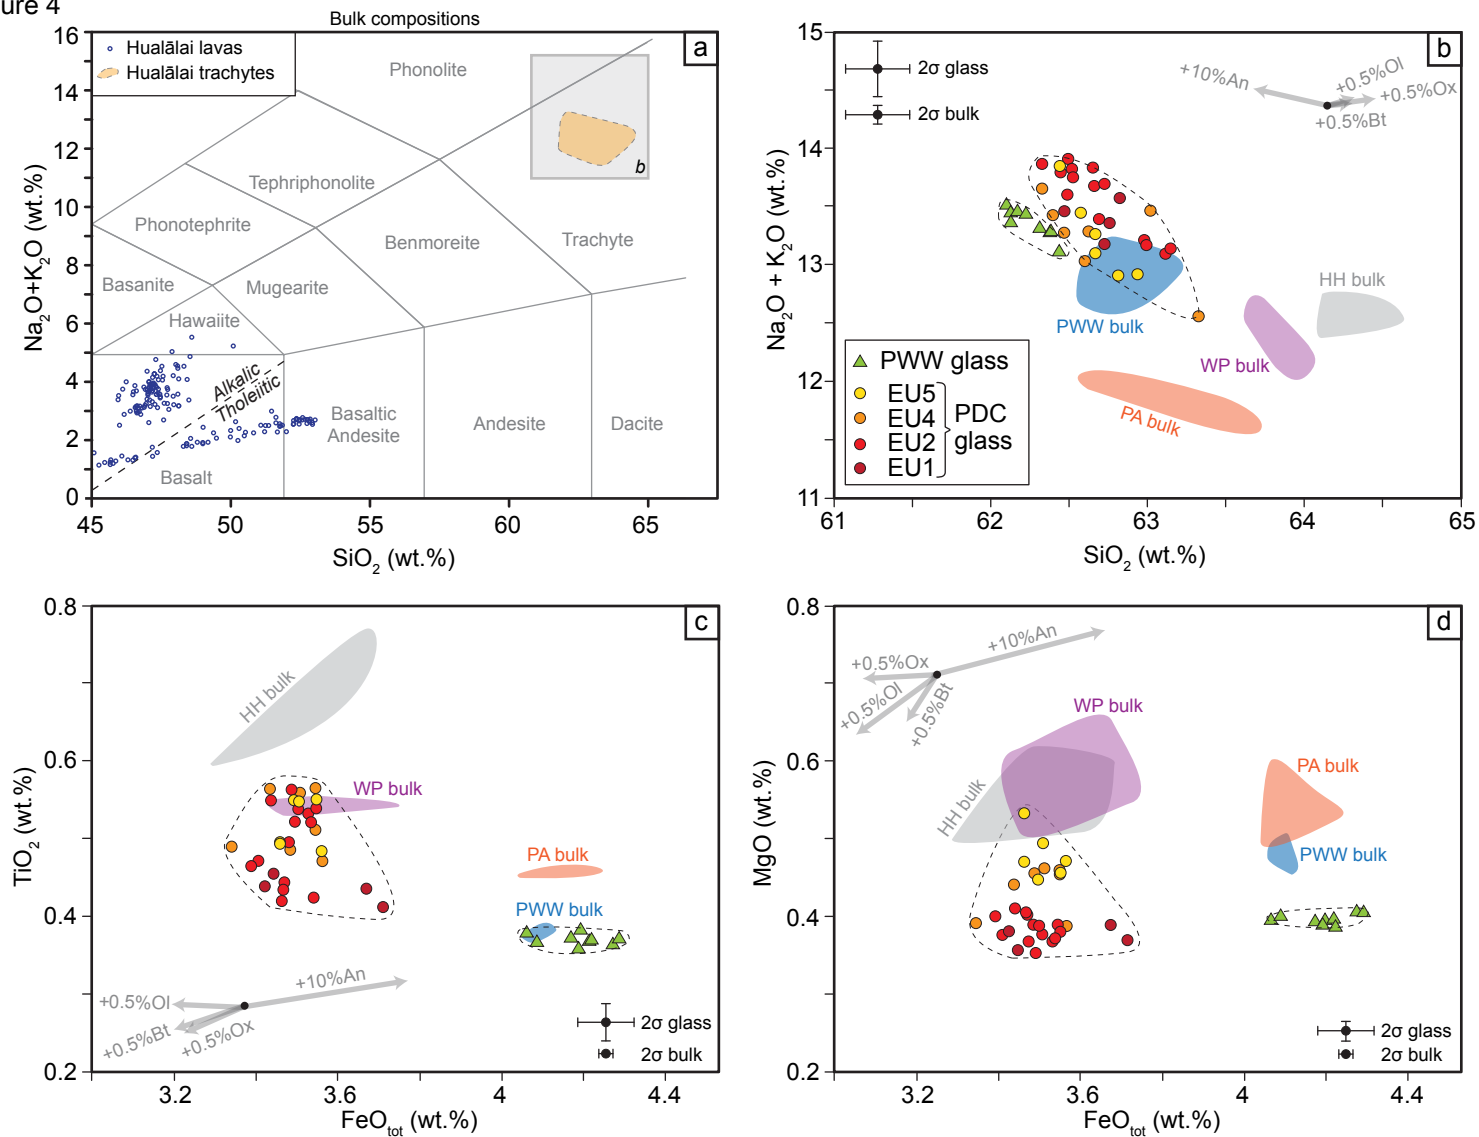 ure 4
Bulk compositions
16
14
12
10
8
6
4
2
0
Na2O+K2O (wt.%)
Hualālai lavas
Hualālai trachytes
a
Phonolite
b
Tephriphonolite
Phonotephrite
Benmoreite
Trachyte
Basanite
Mugearite
Hawaiite
Alkalic
Tholeiitic
Basaltic
Andesite
Andesite
Dacite
Basalt
45
50
55
60
65
SiO2 (wt.%)
15
14
13
12
11
Na2O + K2O (wt.%)
b
2σ glass
2σ bulk
+10%An
+0.5%Ol
+0.5%Ox
+0.5%Bt
HH bulk
PWW bulk
WP bulk
PA bulk
PWW glass
EU5
EU4
EU2
EU1
PDC
glass
61
62
63
64
65
SiO2 (wt.%)
0.8
0.6
0.4
0.2
TiO2 (wt.%)
c
HH bulk
WP bulk
PA bulk
PWW bulk
+10%An
+0.5%Ol
+0.5%Bt
+0.5%Ox
2σ glass
2σ bulk
3.2
3.6
4
4.4
FeOtot (wt.%)
0.8
0.6
0.4
0.2
MgO (wt.%)
d
+10%An
+0.5%Ox
+0.5%Ol
+0.5%Bt
WP bulk
HH bulk
PA bulk
PWW bulk
2σ glass
2σ bulk
3.2
3.6
4
4.4
FeOtot (wt.%)